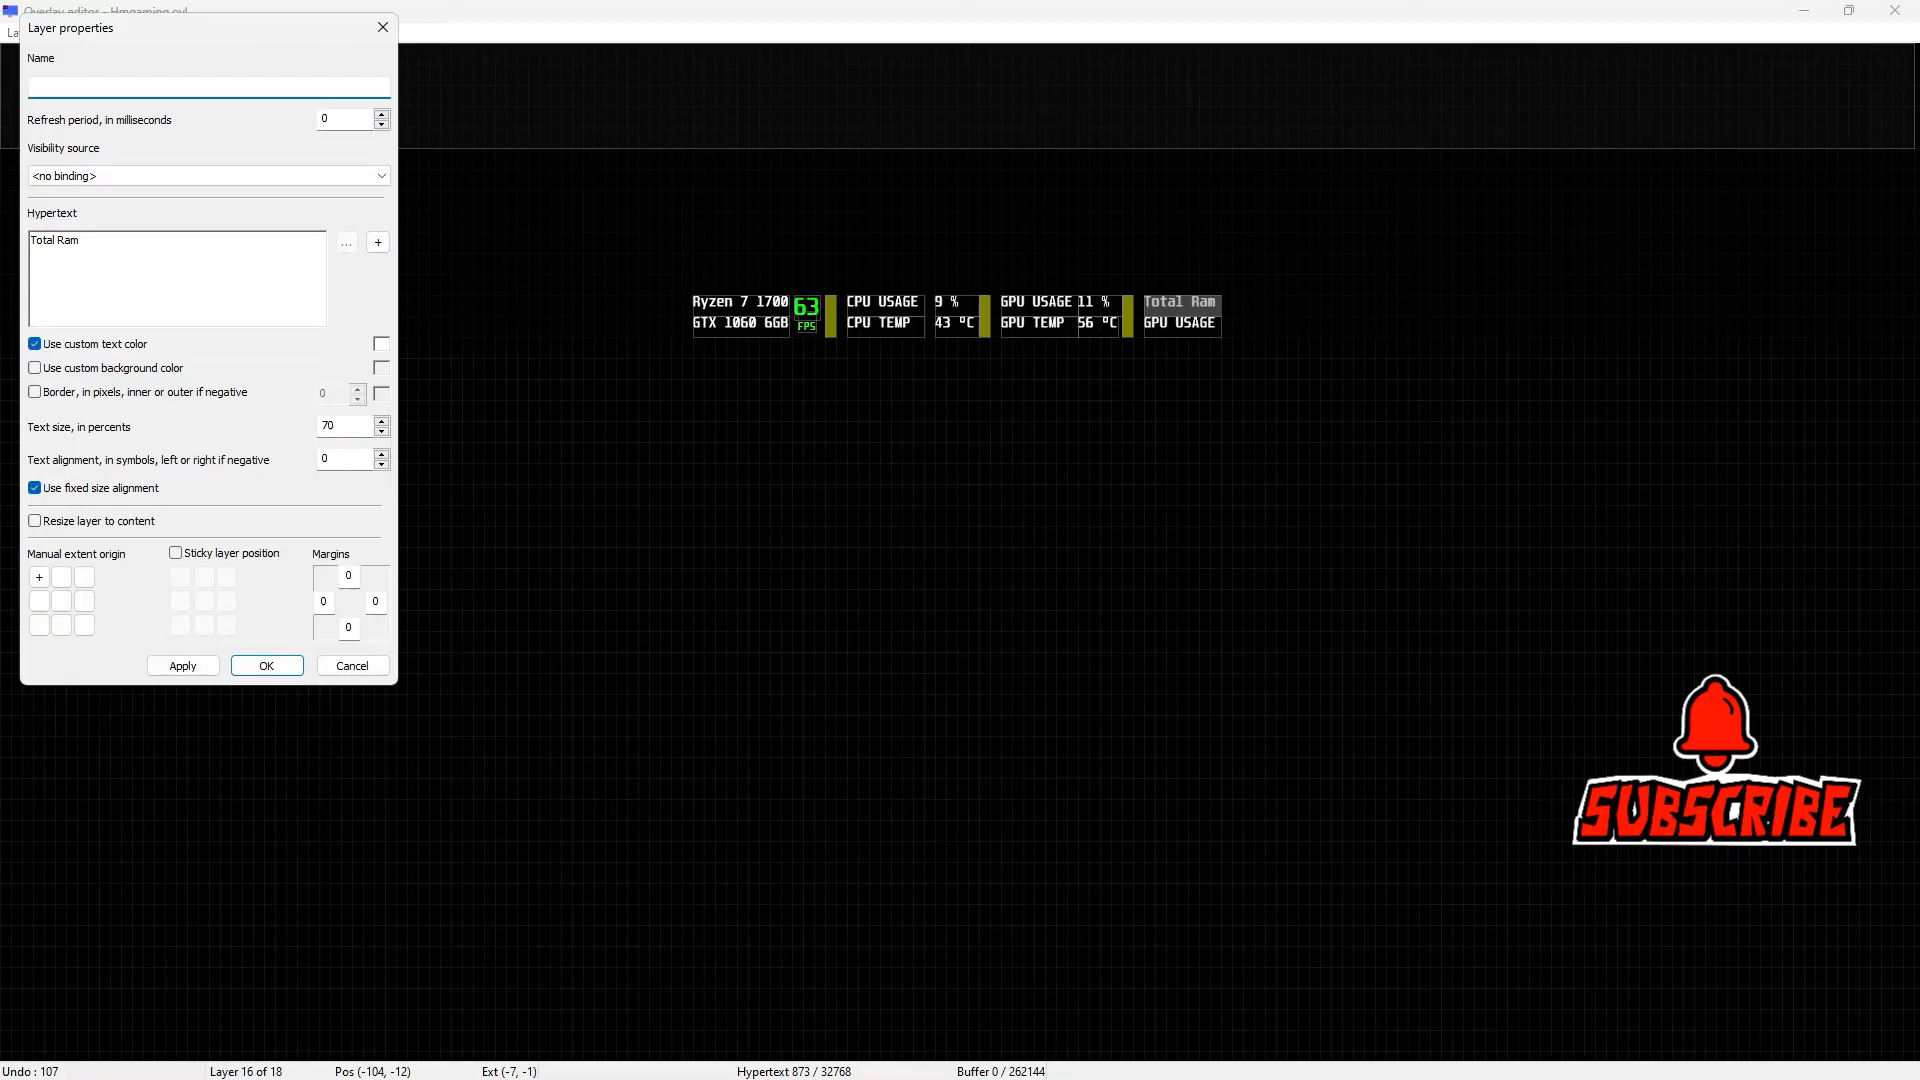 Overlay editor - Hmgaming.ovl
Layer properties
Name
Refresh period, in milliseconds
0
Visibility source
<no binding>
Hypertext
Total Ram
...
+
Use custom text color
Use custom background color
Border, in pixels, inner or outer if negative
0
Text size, in percents
70
Text alignment, in symbols, left or right if negative
0
Use fixed size alignment
Resize layer to content
Manual extent origin
Sticky layer position
Margins
+
0
0
0
0
Apply
OK
Cancel
Ryzen 7 1700
GTX 1060 6GB
63
FPS
CPU USAGE
9 %
CPU TEMP
43 °C
GPU USAGE
11 %
GPU TEMP
56 °C
Total Ram
GPU USAGE
SUBSCRIBE
Undo : 107
Layer 16 of 18
Pos (-104, -12)
Ext (-7, -1)
Hypertext 873 / 32768
Buffer 0 / 262144